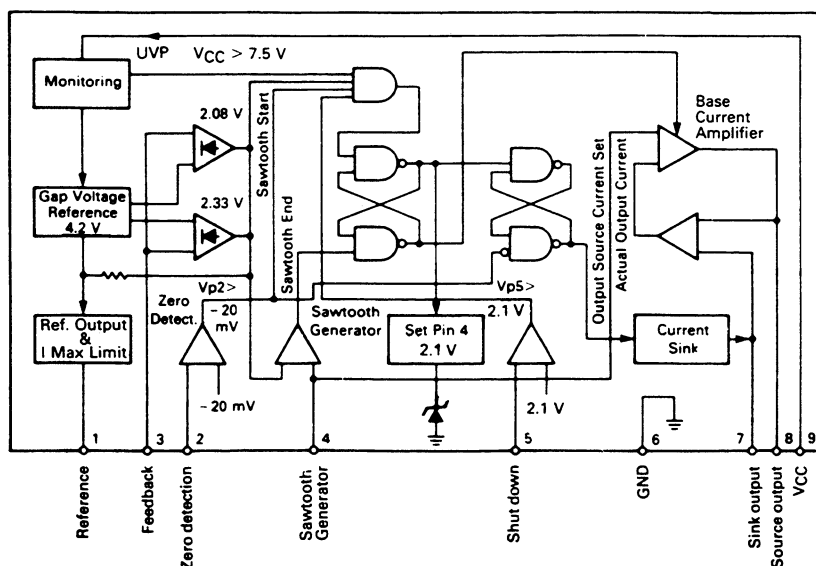 UVP VCC > 7.5 V
Monitoring
2.08 V
Sawtooth Start
Base
Current
Amplifier
Gap Voltage
Reference
4.2 V
2.33 V
Sawtooth End
Output Source Current Set
Actual Output Current
Vp2>
- 20
mV
Zero
Detect.
Sawtooth
Generator
Vp5>
2.1 V
Ref. Output
&
I Max Limit
Set Pin 4
2.1 V
Current
Sink
- 20 mV
2.1 V
1
3
2
4
5
6
7
8
9
Reference
Feedback
Zero detection
Sawtooth
Generator
Shut down
GND
Sink output
Source output
VCC